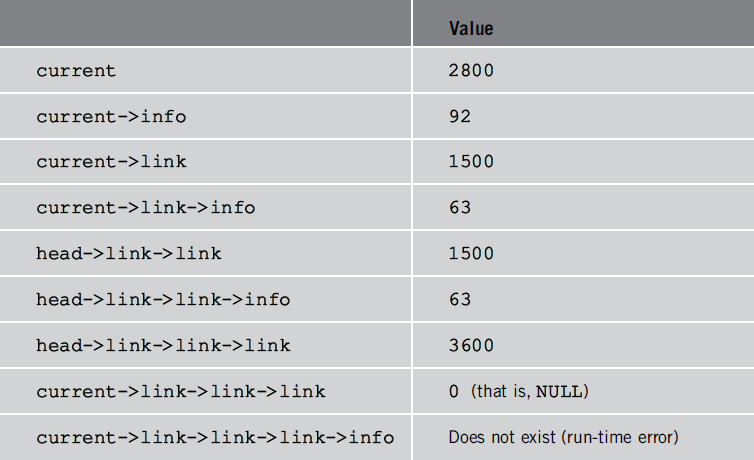 Value
current 2800
current->info 92
current->link 1500
current->link->info 63
head->link->link 1500
head->link->link->info 63
head->link->link->link 3600
current->link->link->link 0 (that is, NULL)
current->link->link->link->info Does not exist (run-time error)